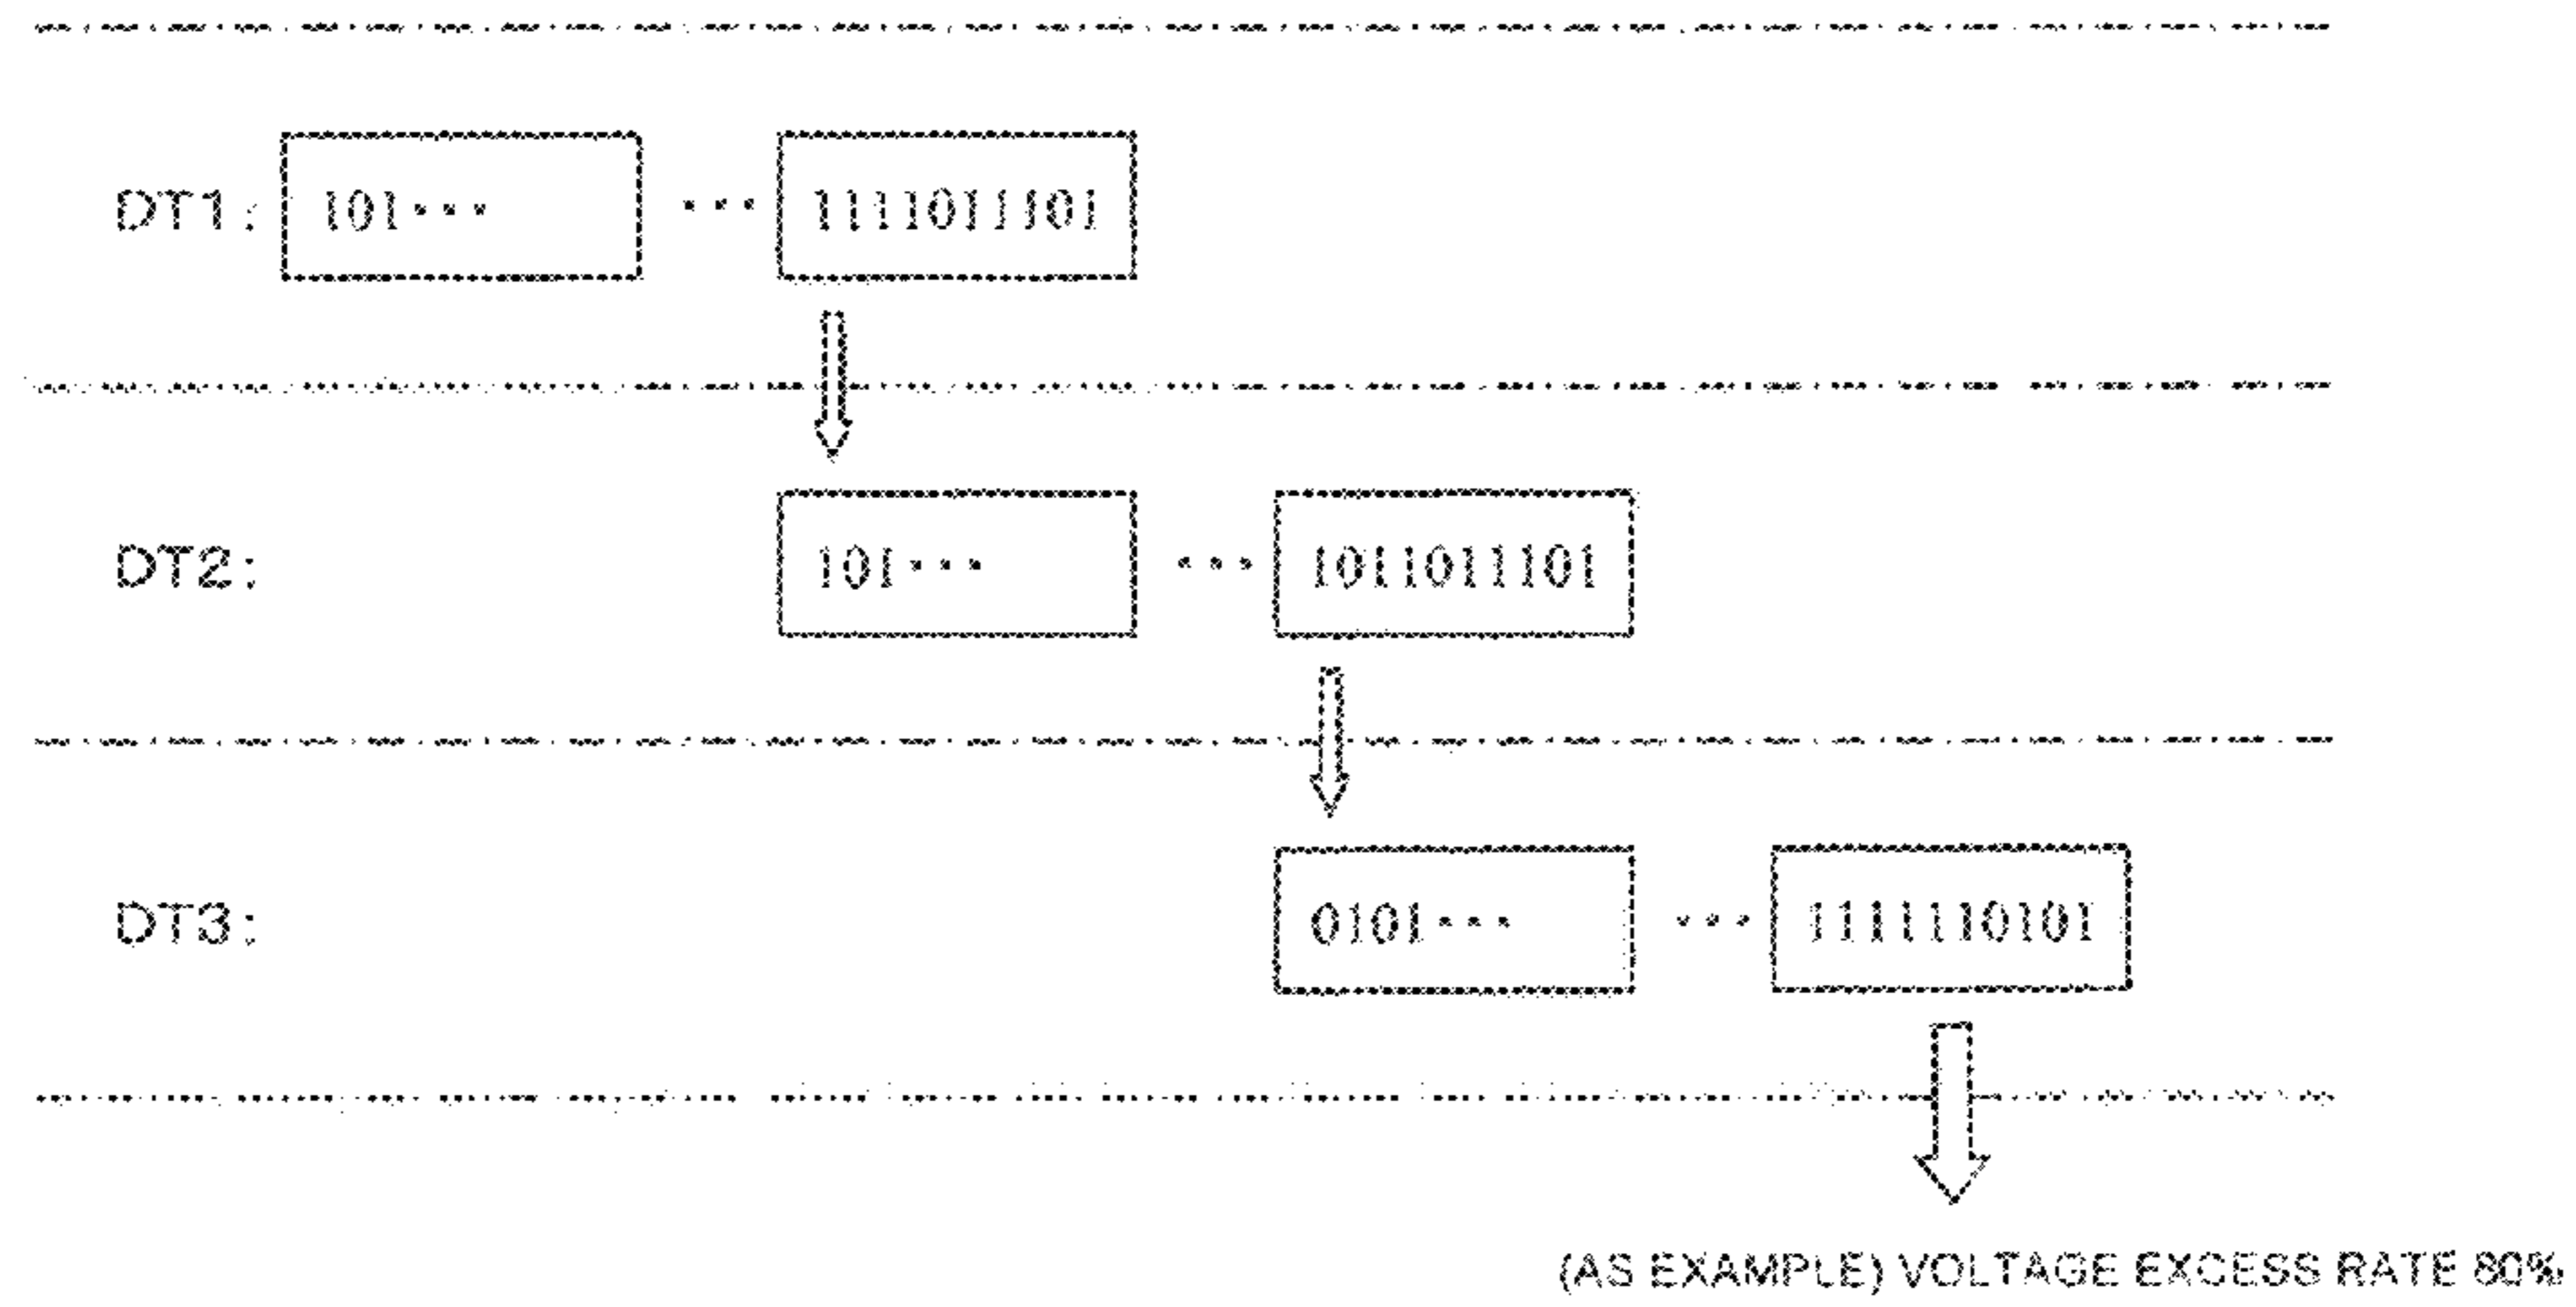 DT1: 101··· ··· 1111011101
DT2: 101··· ··· 1011011101
DT3: 0101··· ··· 1111110101
(AS EXAMPLE) VOLTAGE EXCESS RATE 80%